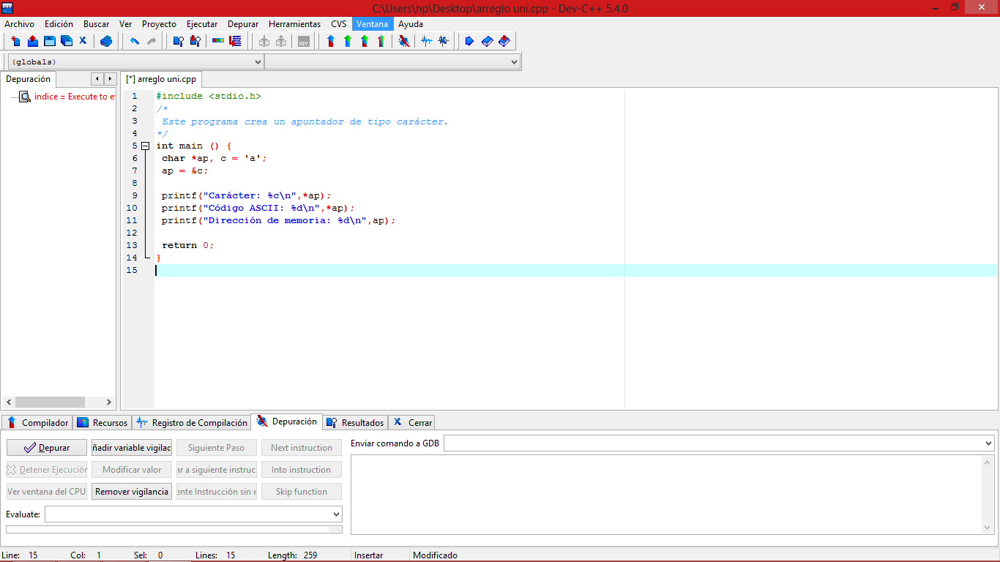 C:\Users\hp\Desktop\arreglo uni.cpp - Dev-C++ 5.4.0
Archivo Edición Buscar Ver Proyecto Ejecutar Depurar Herramientas CVS Ventana Ayuda
DEV
(globals)
Depuración
[*] arreglo uni.cpp
indice = Execute to e
1 #include <stdio.h>
2 /*
3 Este programa crea un apuntador de tipo carácter.
4 */
5 int main () {
6 char *ap, c = 'a';
7 ap = &c;
8
9 printf("Carácter: %c\n",*ap);
10 printf("Código ASCII: %d\n",*ap);
11 printf("Dirección de memoria: %d\n",ap);
12
13 return 0;
14 }
15
Compilador Recursos Registro de Compilación Depuración Resultados Cerrar
Depurar ñadir variable vigilad Siguiente Paso Next instruction
Detener Ejecución Modificar valor ar a siguiente instruc Into instruction
Ver ventana del CPU Remover vigilancia ente Instrucción sin e Skip function
Evaluate:
Enviar comando a GDB
Line: 15 Col: 1 Sel: 0 Lines: 15 Length: 259 Insertar Modificado